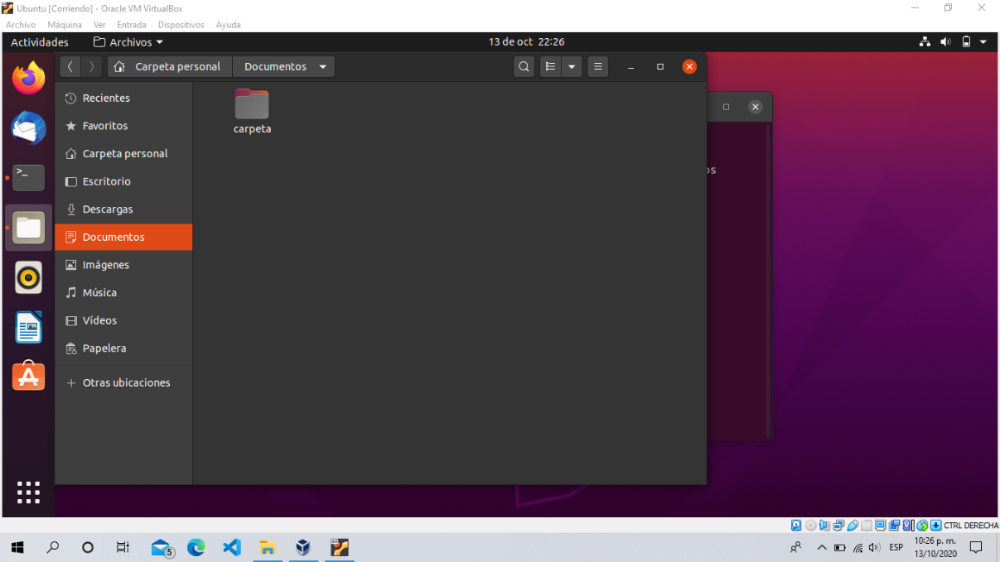 Ubuntu [Corriendo] - Oracle VM VirtualBox
Archivo Máquina Ver Entrada Dispositivos Ayuda
Actividades Archivos 13 de oct 22:26
Carpeta personal Documentos
Recientes
carpeta
Favoritos
Carpeta personal
os
Escritorio
Descargas
Documentos
Imágenes
Música
Vídeos
Papelera
Otras ubicaciones
CTRL DERECHA
5
ESP
10:26 p. m.
13/10/2020